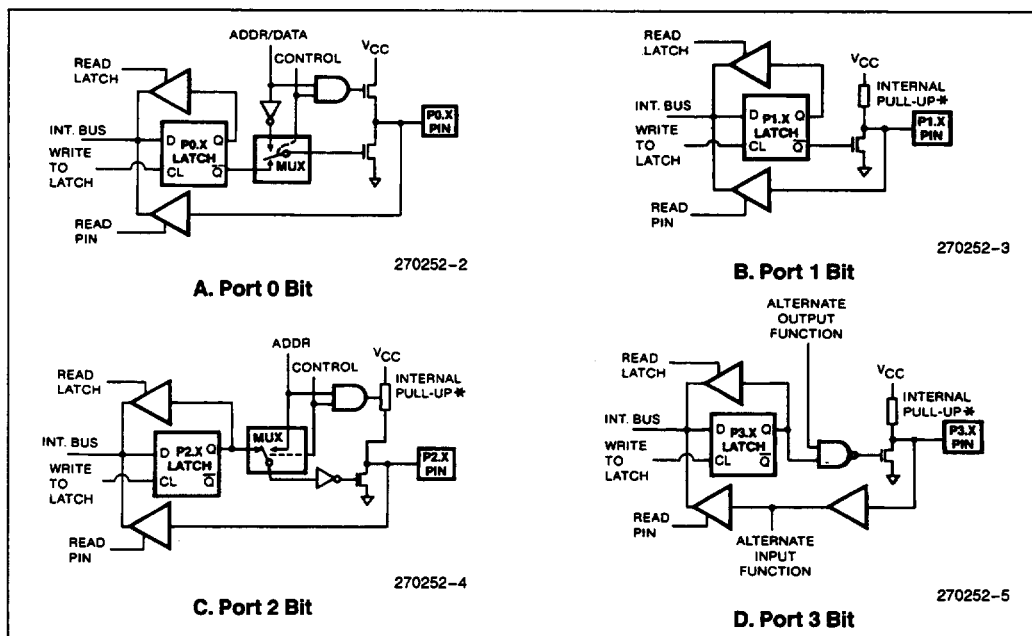 ADDR/DATA
CONTROL
VCC
READ
LATCH
INT. BUS
WRITE
TO
LATCH
D P0.X Q
LATCH
CL Q̅
MUX
P0.X
PIN
READ
PIN
270252-2
A. Port 0 Bit
READ
LATCH
VCC
INTERNAL
PULL-UP*
INT. BUS
WRITE
TO
LATCH
D P1.X Q
LATCH
CL Q̅
P1.X
PIN
READ
PIN
270252-3
B. Port 1 Bit
ADDR
CONTROL
VCC
INTERNAL
PULL-UP*
READ
LATCH
INT. BUS
WRITE
TO
LATCH
D P2.X Q
LATCH
CL Q̅
MUX
P2.X
PIN
READ
PIN
270252-4
C. Port 2 Bit
ALTERNATE
OUTPUT
FUNCTION
VCC
INTERNAL
PULL-UP*
READ
LATCH
INT. BUS
WRITE
TO
LATCH
D P3.X Q
LATCH
CL Q̅
P3.X
PIN
READ
PIN
ALTERNATE
INPUT
FUNCTION
270252-5
D. Port 3 Bit